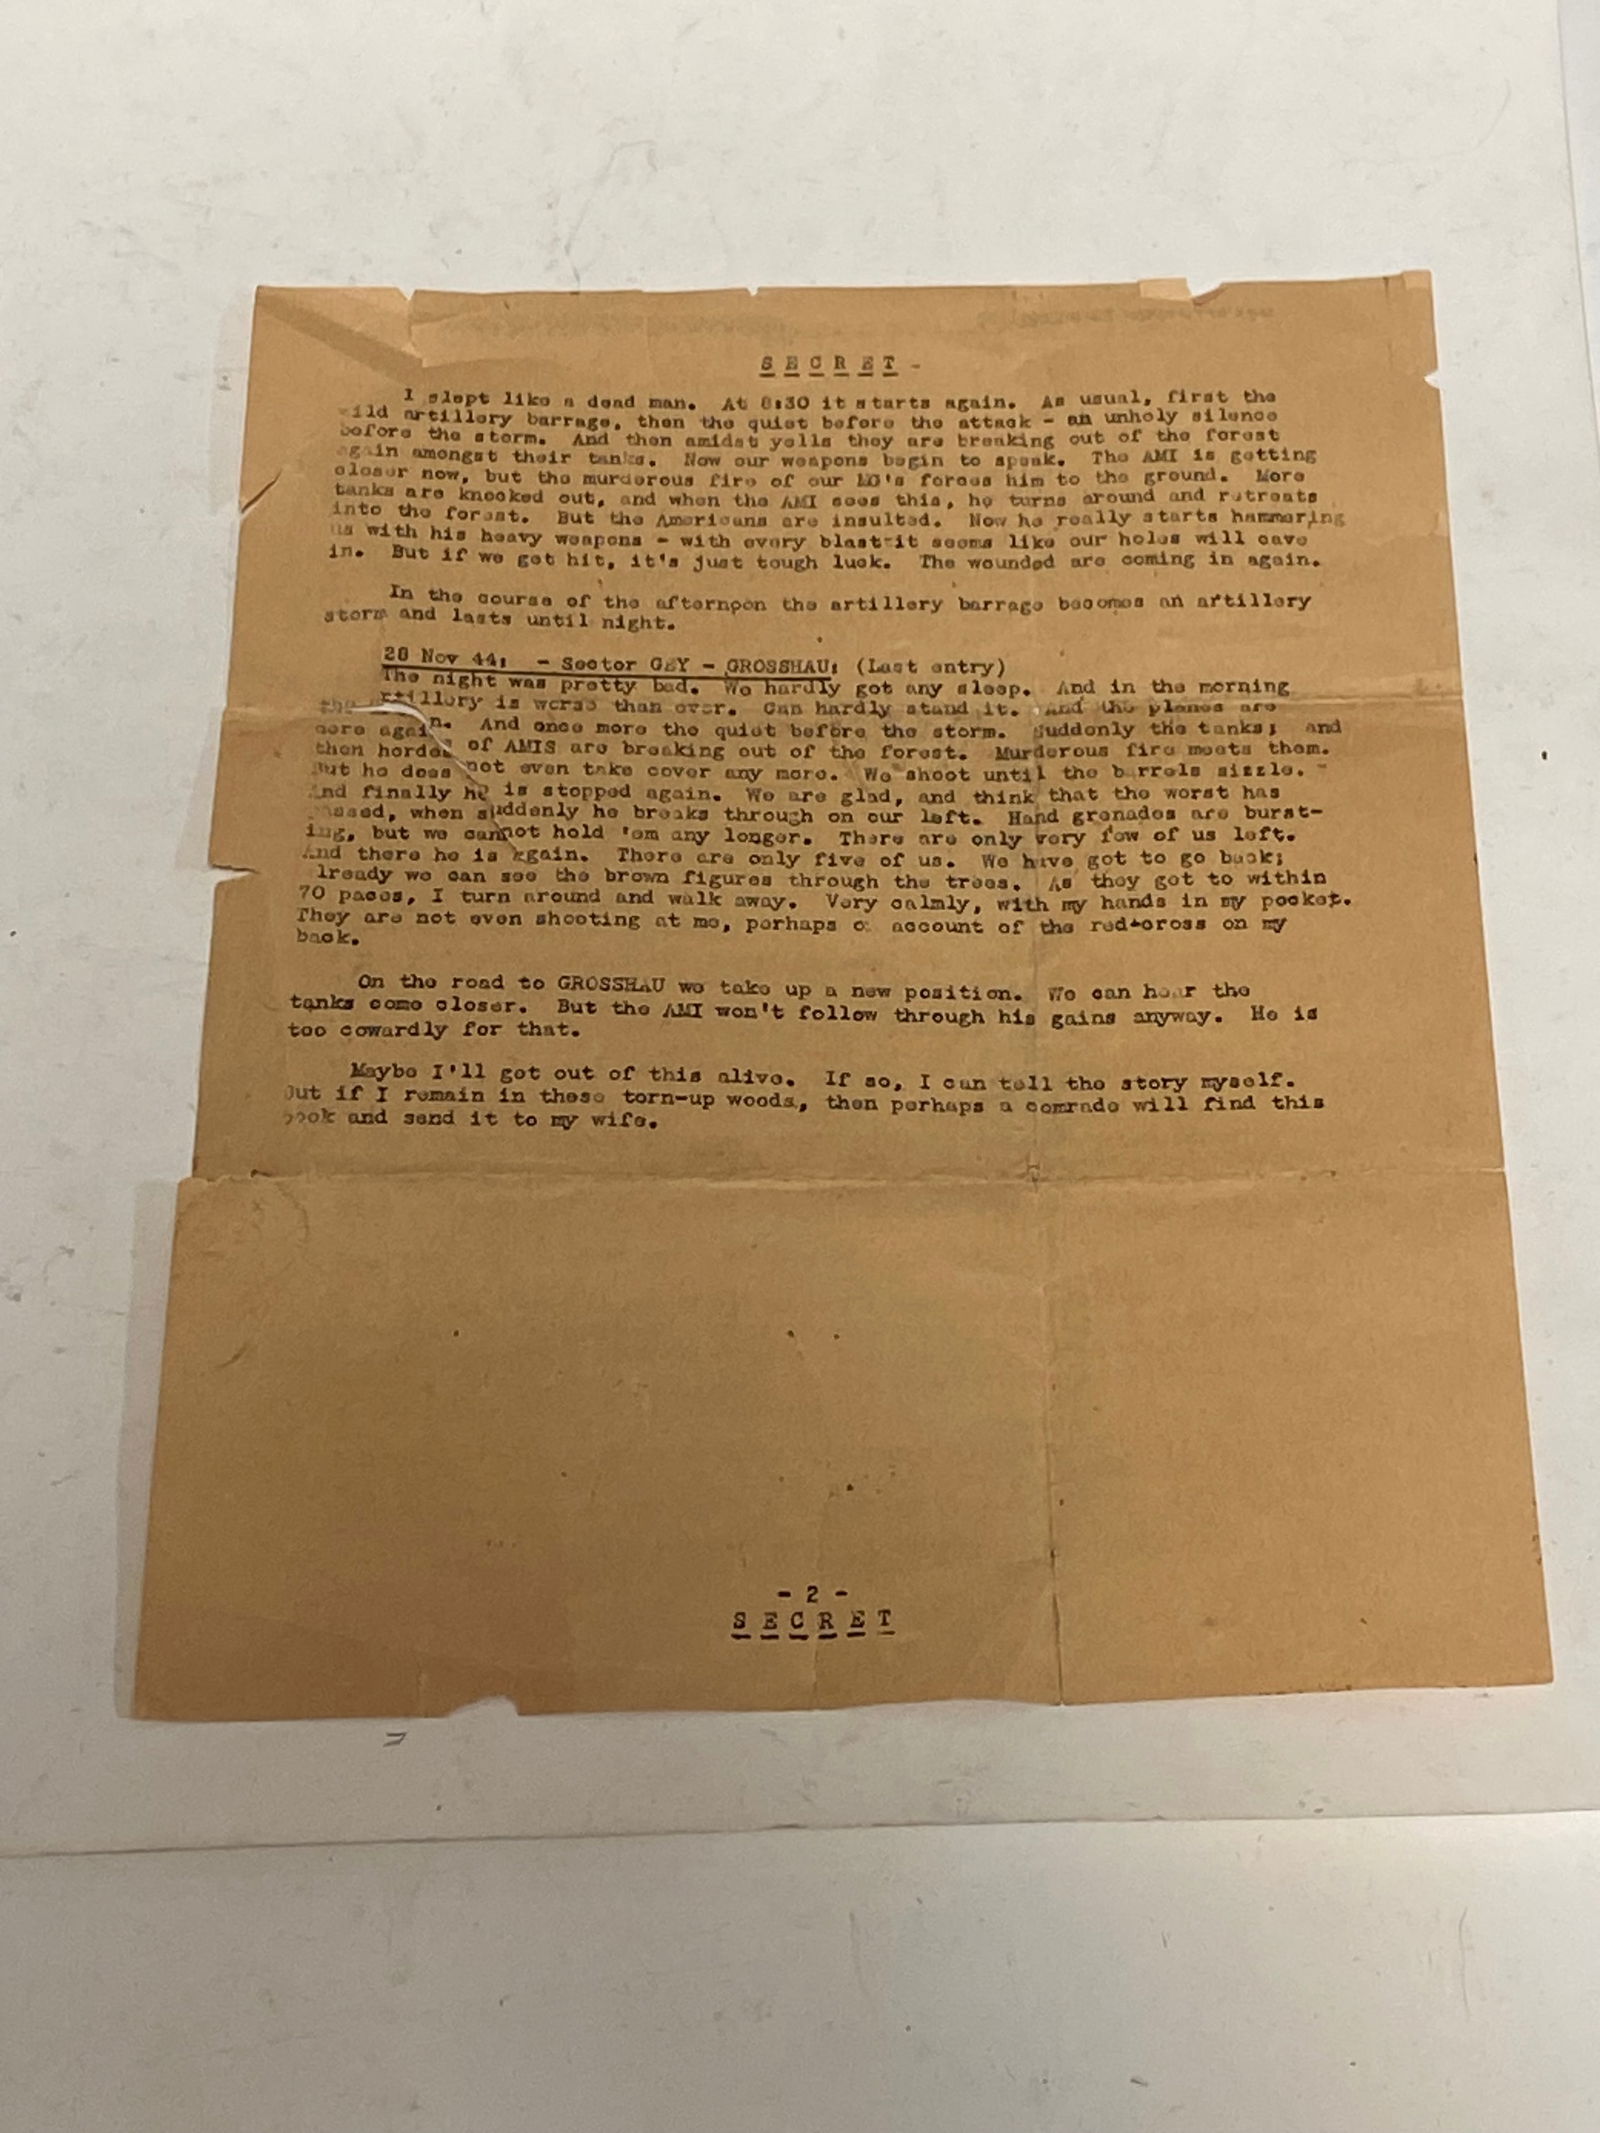 S E C R E T -
I slept like a dead man. At 8:30 it starts again. As usual, first the
wild artillery barrage, then the quiet before the attack - an unholy silence
before the storm. And then amidst yells they are breaking out of the forest
again amongst their tanks. Now our weapons begin to speak. The AMI is getting
closer now, but the murderous fire of our MG's forces him to the ground. More
tanks are knocked out, and when the AMI sees this, he turns around and retreats
into the forest. But the Americans are insulted. Now he really starts hammering
us with his heavy weapons - with every blast-it seems like our holes will cave
in. But if we get hit, it's just tough luck. The wounded are coming in again.
In the course of the afternoon the artillery barrage becomes an artillery
storm and lasts until night.
28 Nov 44: - Sector GEY - GROSSHAU: (Last entry)
The night was pretty bad. We hardly got any sleep. And in the morning
the artillery is worse than ever. Can hardly stand it. And the planes are
here again. And once more the quiet before the storm. Suddenly the tanks; and
then hordes of AMIS are breaking out of the forest. Murderous fire meets them.
But he does not even take cover any more. We shoot until the barrels sizzle.
And finally he is stopped again. We are glad, and think that the worst has
passed, when suddenly he breaks through on our left. Hand grenades are burst-
ing, but we cannot hold 'em any longer. There are only very few of us left.
And there he is again. There are only five of us. We have got to go back;
already we can see the brown figures through the trees. As they get to within
70 paces, I turn around and walk away. Very calmly, with my hands in my pocket.
They are not even shooting at me, perhaps on account of the red-cross on my
back.
On the road to GROSSHAU we take up a new position. We can hear the
tanks come closer. But the AMI won't follow through his gains anyway. He is
too cowardly for that.
Maybe I'll get out of this alive. If so, I can tell the story myself.
But if I remain in these torn-up woods, then perhaps a comrade will find this
book and send it to my wife.
- 2 -
S E C R E T